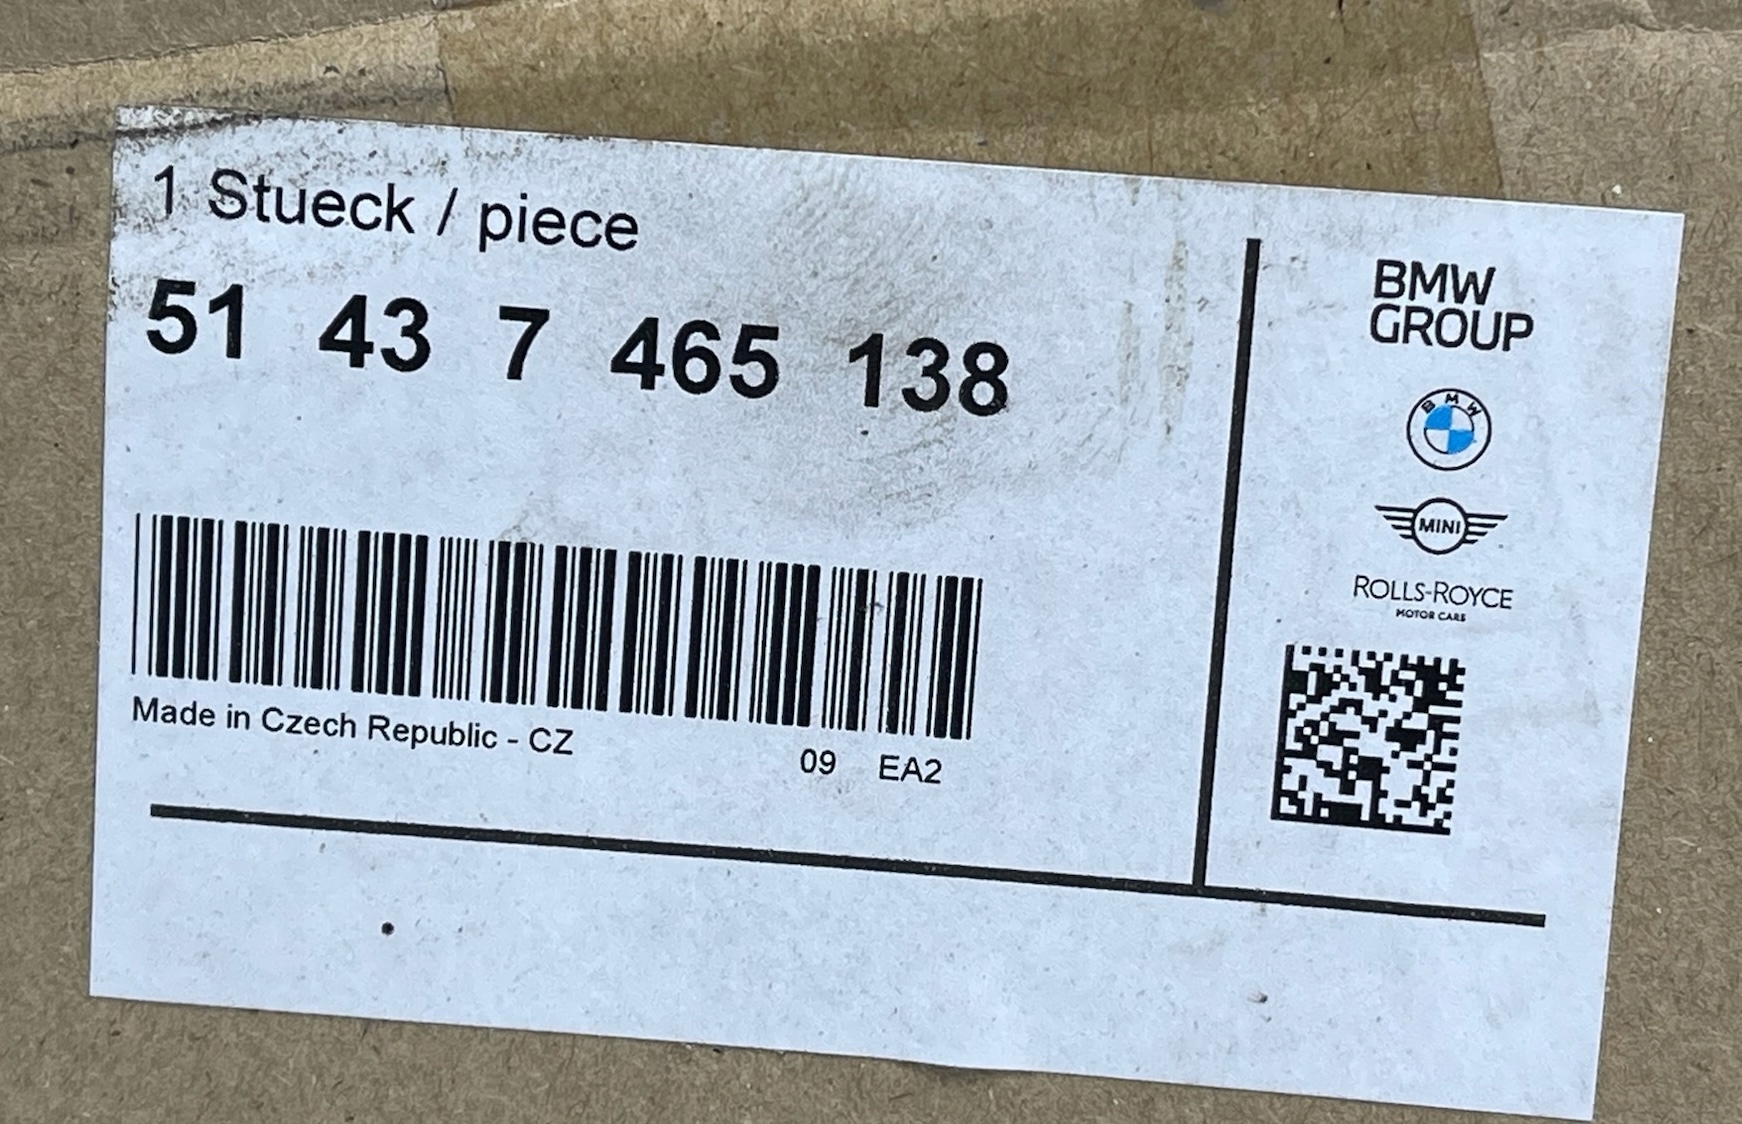 1 Stueck / piece
51 43 7 465 138
Made in Czech Republic - CZ
09 EA2
BMW
GROUP
BMW
MINI
ROLLS-ROYCE
MOTOR CARS